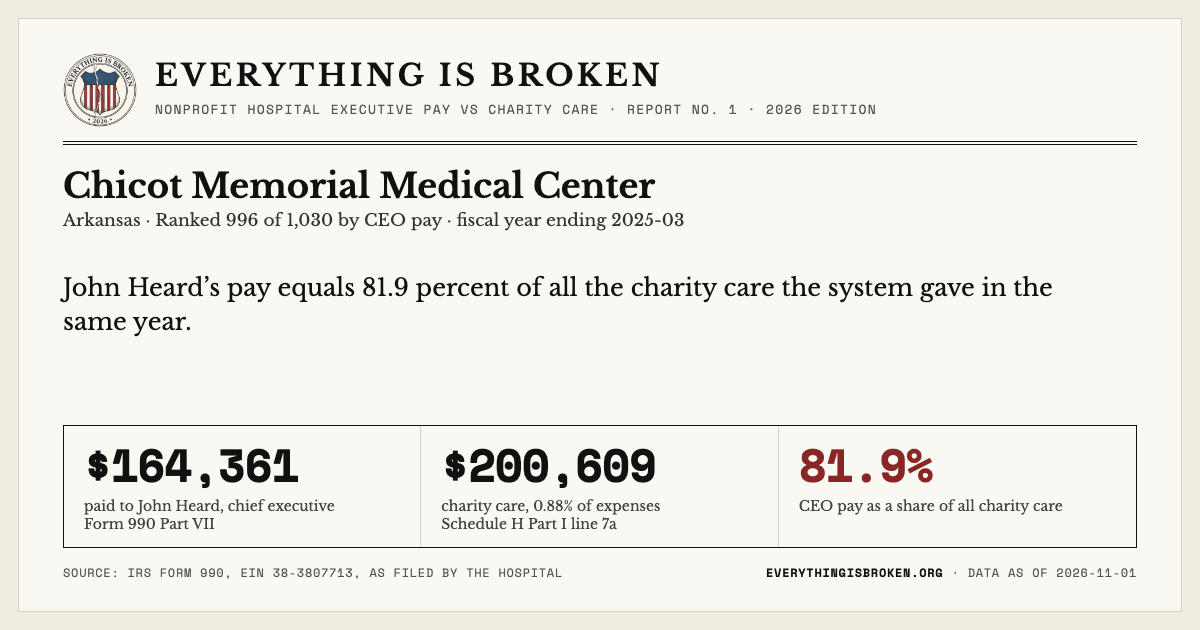 EVERYTHING IS BROKEN
· 2026 ·
EVERYTHING IS BROKEN
NONPROFIT HOSPITAL EXECUTIVE PAY VS CHARITY CARE · REPORT NO. 1 · 2026 EDITION
Chicot Memorial Medical Center
Arkansas · Ranked 996 of 1,030 by CEO pay · fiscal year ending 2025-03
John Heard’s pay equals 81.9 percent of all the charity care the system gave in the
same year.
$164,361
paid to John Heard, chief executive
Form 990 Part VII
$200,609
charity care, 0.88% of expenses
Schedule H Part I line 7a
81.9%
CEO pay as a share of all charity care
SOURCE: IRS FORM 990, EIN 38-3807713, AS FILED BY THE HOSPITAL
EVERYTHINGISBROKEN.ORG · DATA AS OF 2026-11-01